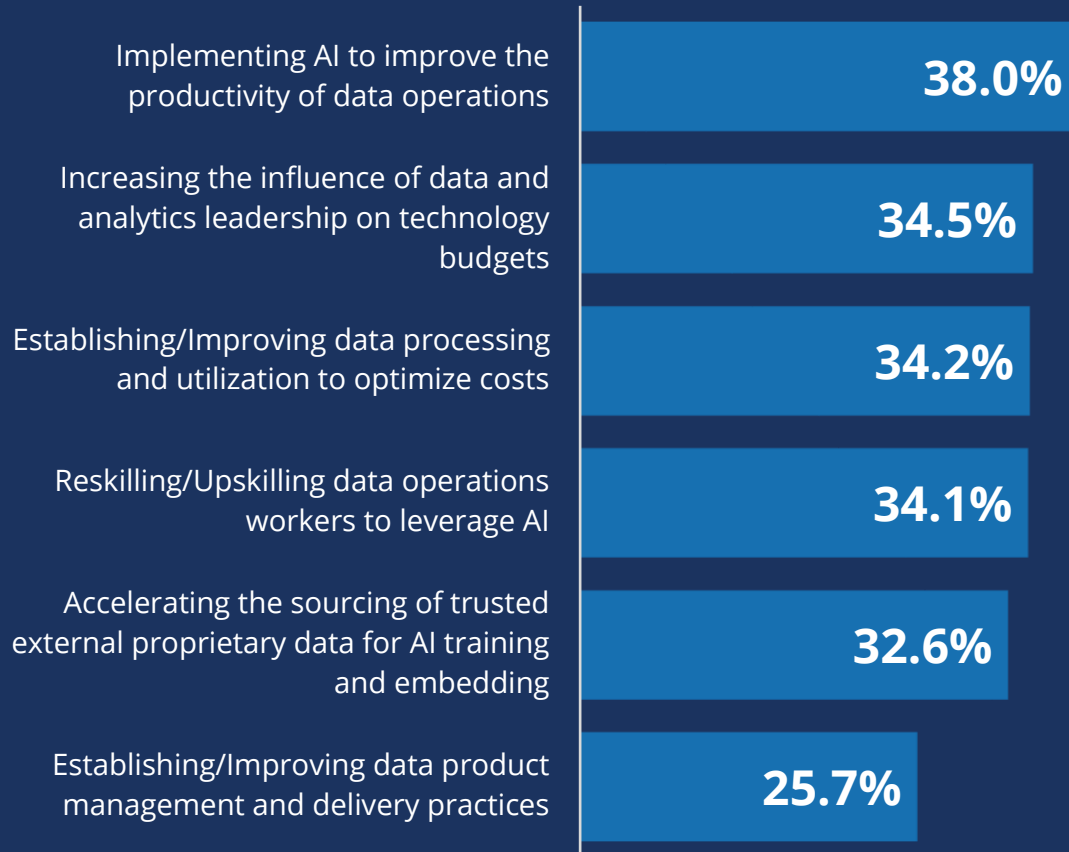 Implementing AI to improve the
productivity of data operations
38.0%
Increasing the influence of data and
analytics leadership on technology
budgets
34.5%
Establishing/Improving data processing
and utilization to optimize costs
34.2%
Reskilling/Upskilling data operations
workers to leverage AI
34.1%
Accelerating the sourcing of trusted
external proprietary data for AI training
and embedding
32.6%
Establishing/Improving data product
management and delivery practices
25.7%